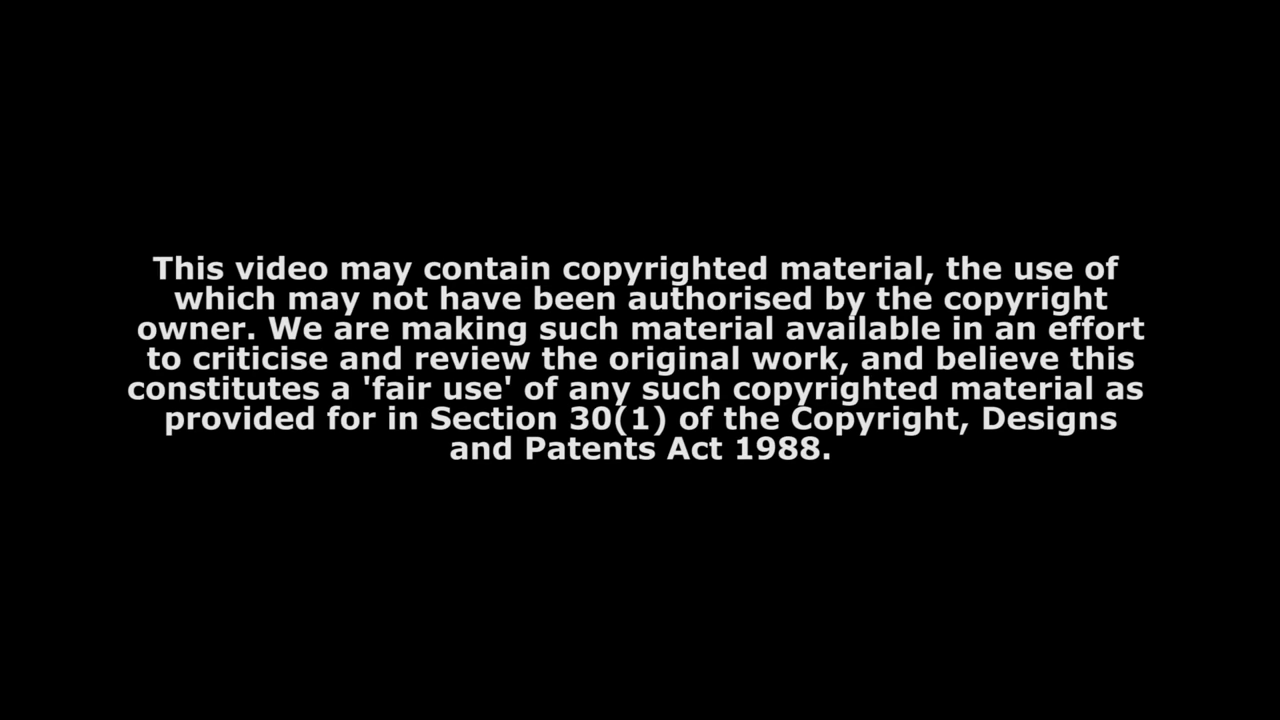 This video may contain copyrighted material, the use of
which may not have been authorised by the copyright
owner. We are making such material available in an effort
to criticise and review the original work, and believe this
constitutes a 'fair use' of any such copyrighted material as
provided for in Section 30(1) of the Copyright, Designs
and Patents Act 1988.